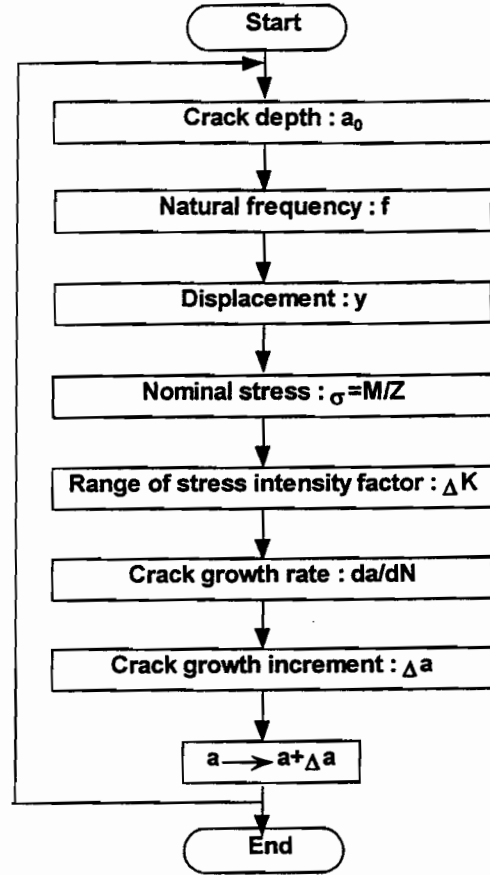 Start
Crack depth : a₀
Natural frequency : f
Displacement : y
Nominal stress : σ=M/Z
Range of stress intensity factor : ΔK
Crack growth rate : da/dN
Crack growth increment : Δa
a → a+Δa
End